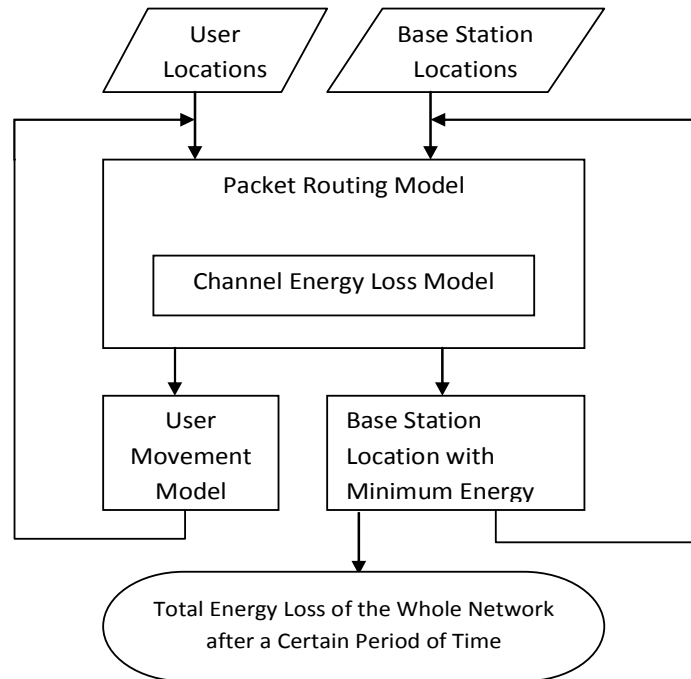 User
Locations
Base Station
Locations
Packet Routing Model
Channel Energy Loss Model
User
Movement
Model
Base Station
Location with
Minimum Energy
Total Energy Loss of the Whole Network
after a Certain Period of Time